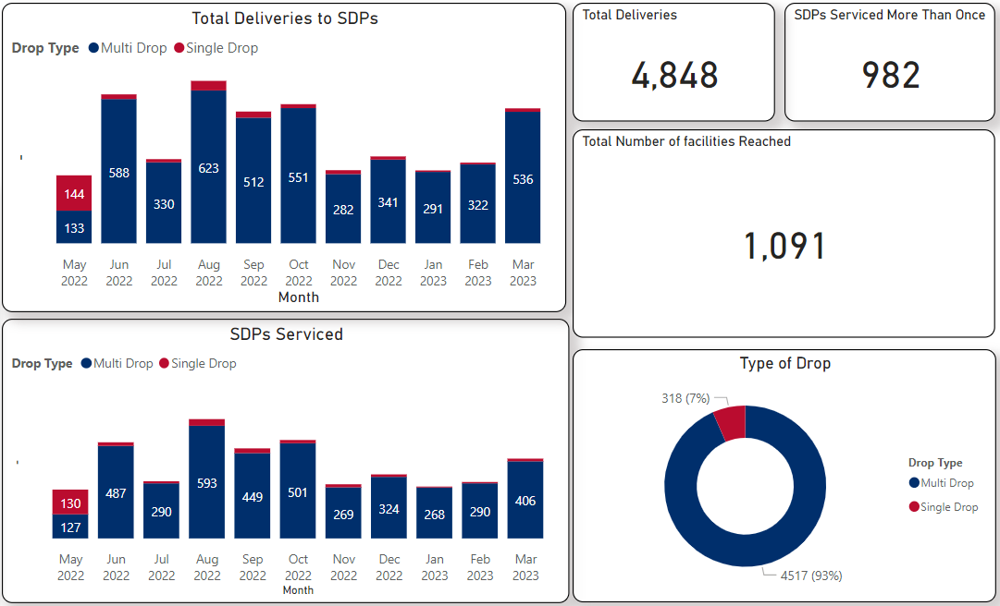 Total Deliveries to SDPs
Drop Type Multi Drop Single Drop
144
133
588
330
623
512
551
282
341
291
322
536
May Jun Jul Aug Sep Oct Nov Dec Jan Feb Mar
2022 2022 2022 2022 2022 2022 2022 2022 2023 2023 2023
Month
Total Deliveries
4,848
SDPs Serviced More Than Once
982
Total Number of facilities Reached
1,091
SDPs Serviced
Drop Type Multi Drop Single Drop
130
127
487
290
593
449
501
269
324
268
290
406
May Jun Jul Aug Sep Oct Nov Dec Jan Feb Mar
2022 2022 2022 2022 2022 2022 2022 2022 2023 2023 2023
Month
Type of Drop
318 (7%)
4517 (93%)
Drop Type
Multi Drop
Single Drop